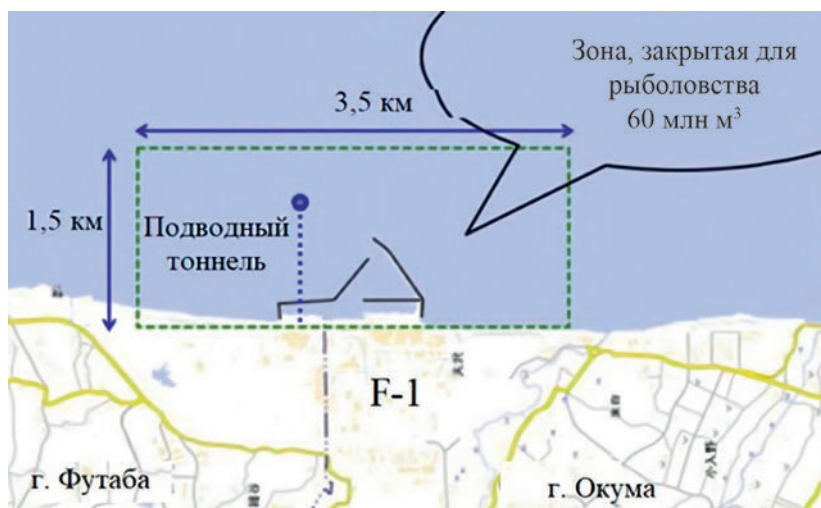 Зона, закрытая для
рыболовства
60 млн м³
3,5 км
1,5 км
Подводный
тоннель
F-1
г. Футаба
г. Окума